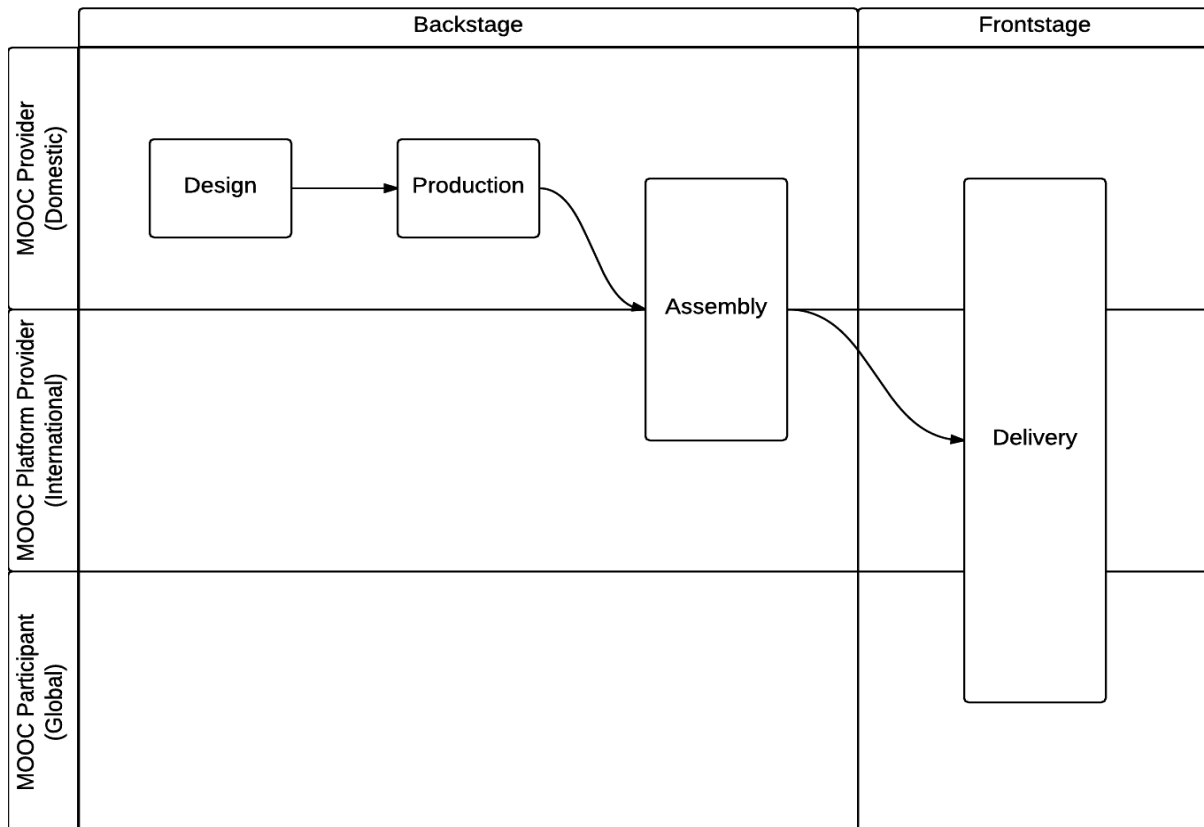 Backstage
Frontstage
MOOC Provider
(Domestic)
Design
Production
Assembly
MOOC Platform Provider
(International)
Delivery
MOOC Participant
(Global)